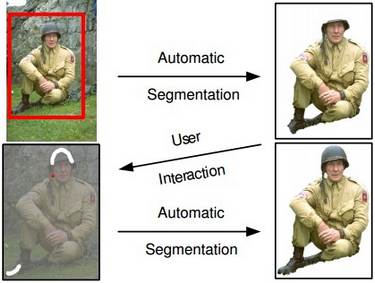 Automatic
Segmentation
User
Interaction
Automatic
Segmentation